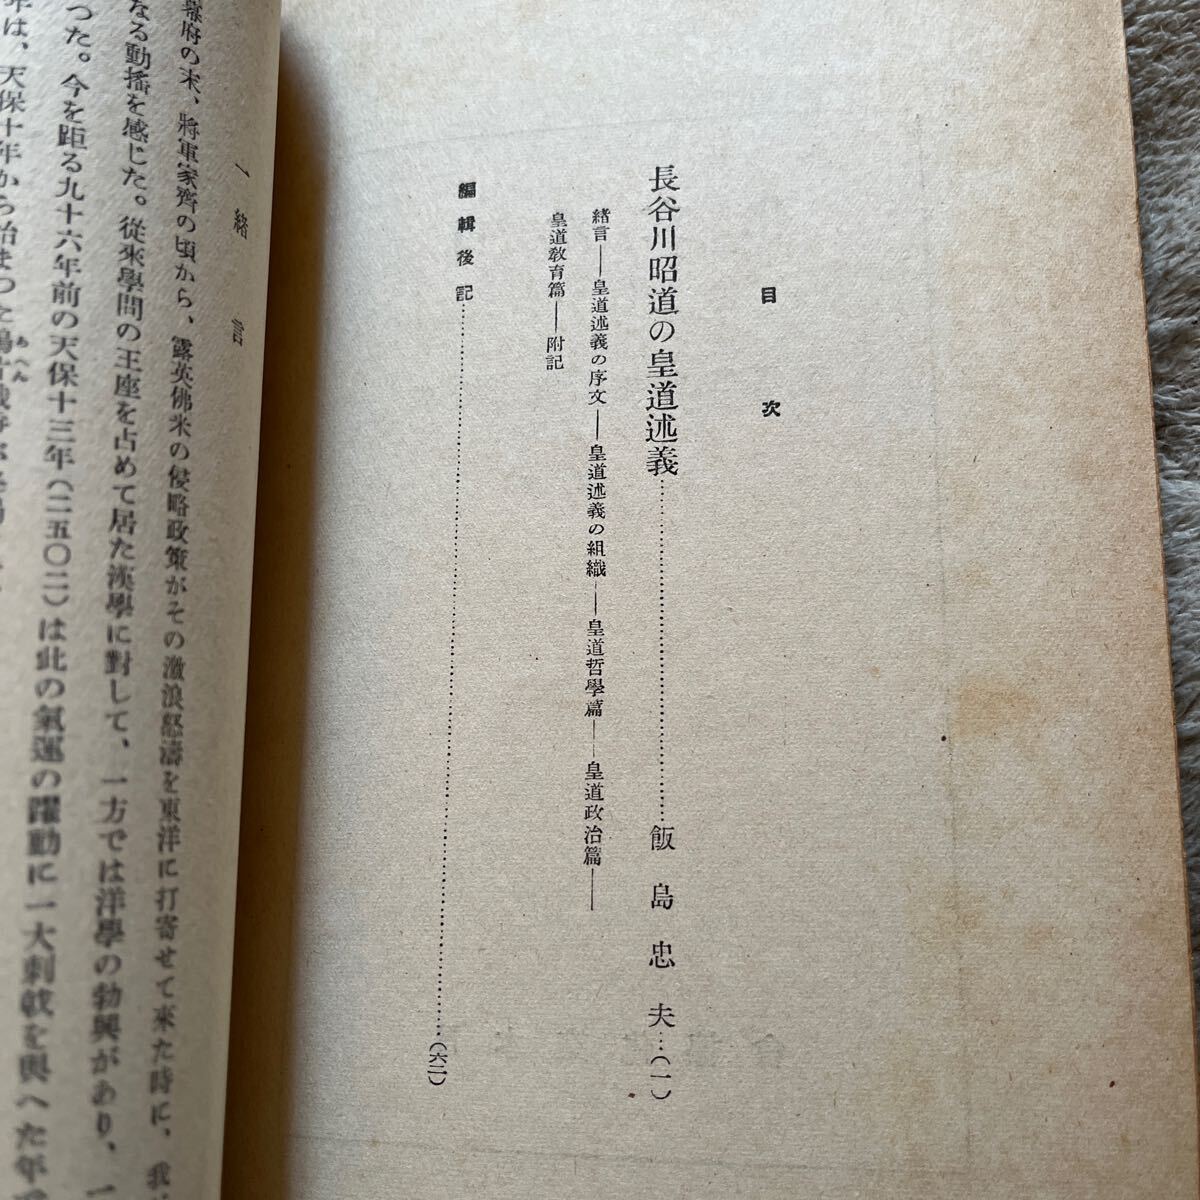 目次
長谷川昭道の皇道述義……飯島忠夫…(一)
緒言――皇道述義の序文――皇道述義の組織――皇道哲學篇――皇道政治篇――
皇道敎育篇――附記
編輯後記……(六二)
一 緒言
幕府の末、將軍家齊の頃から、露英佛米の侵略政策がその激浪怒濤を東洋に打寄せて來た時に、我
なる動搖を感じた。從來學問の王座を占めて居た漢學に對して、一方では洋學の勃興があり、一
つた。今を距る九十六年前の天保十三年(二五〇二)は此の氣運の躍動に一大刺戟を與へた年で
年は、天保十年から始まつた鴉片戰爭が
あへん